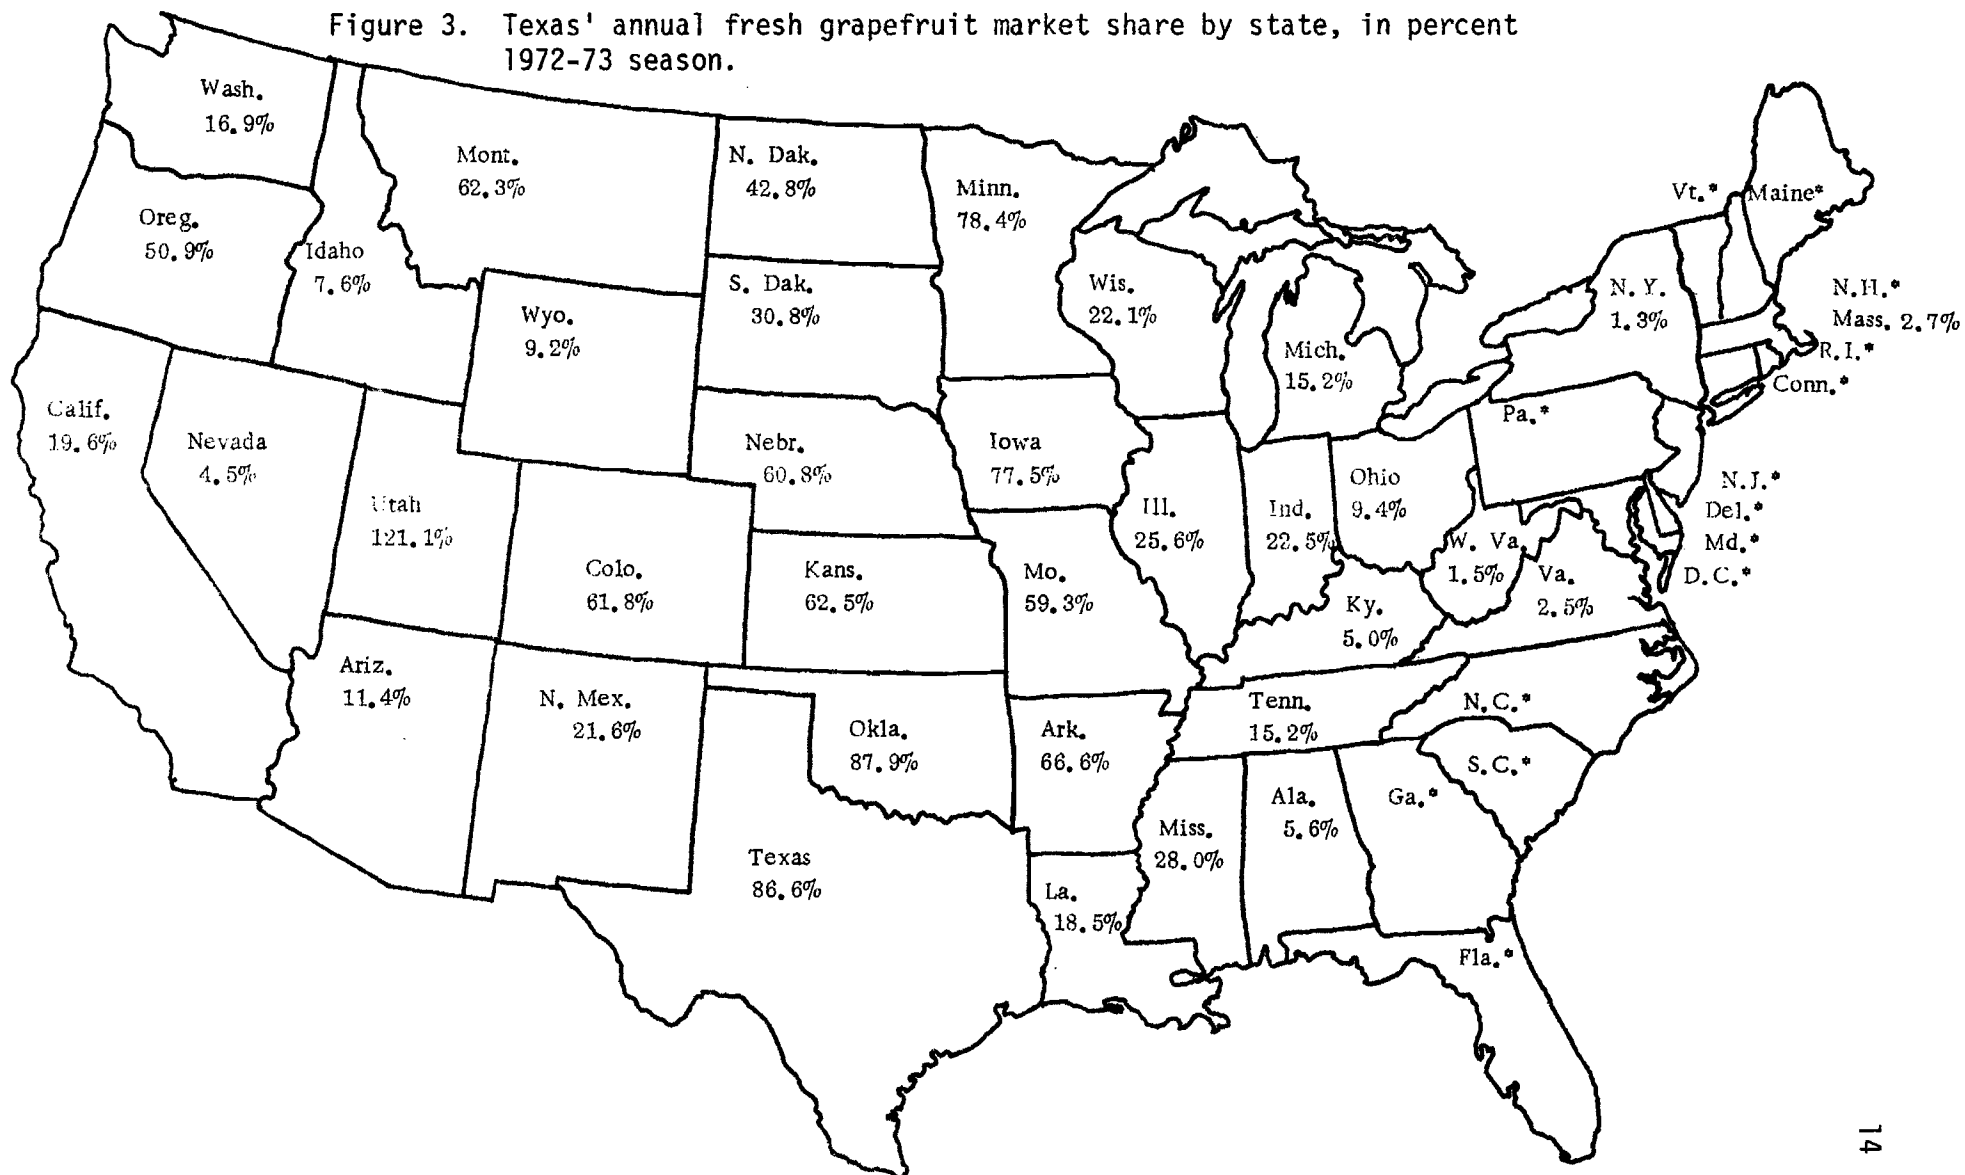 Figure 3. Texas' annual fresh grapefruit market share by state, in percent
1972-73 season.
Wash.
16.9%
Oreg.
50.9%
Idaho
7.6%
Mont.
62.3%
N. Dak.
42.8%
Minn.
78.4%
S. Dak.
30.8%
Wyo.
9.2%
Wis.
22.1%
Mich.
15.2%
Vt.*
Maine*
N.Y.
1.3%
N.H.*
Mass. 2.7%
R.I.*
Conn.*
Calif.
19.6%
Nevada
4.5%
Utah
121.1%
Colo.
61.8%
Nebr.
60.8%
Kans.
62.5%
Iowa
77.5%
Mo.
59.3%
Ill.
25.6%
Ind.
22.5%
Ohio
9.4%
Pa.*
N.J.*
Del.*
Md.*
D.C.*
W. Va.
1.5%
Va.
2.5%
Ky.
5.0%
Ariz.
11.4%
N. Mex.
21.6%
Okla.
87.9%
Ark.
66.6%
Tenn.
15.2%
N.C.*
S.C.*
Texas
86.6%
La.
18.5%
Miss.
28.0%
Ala.
5.6%
Ga.*
Fla.*
14